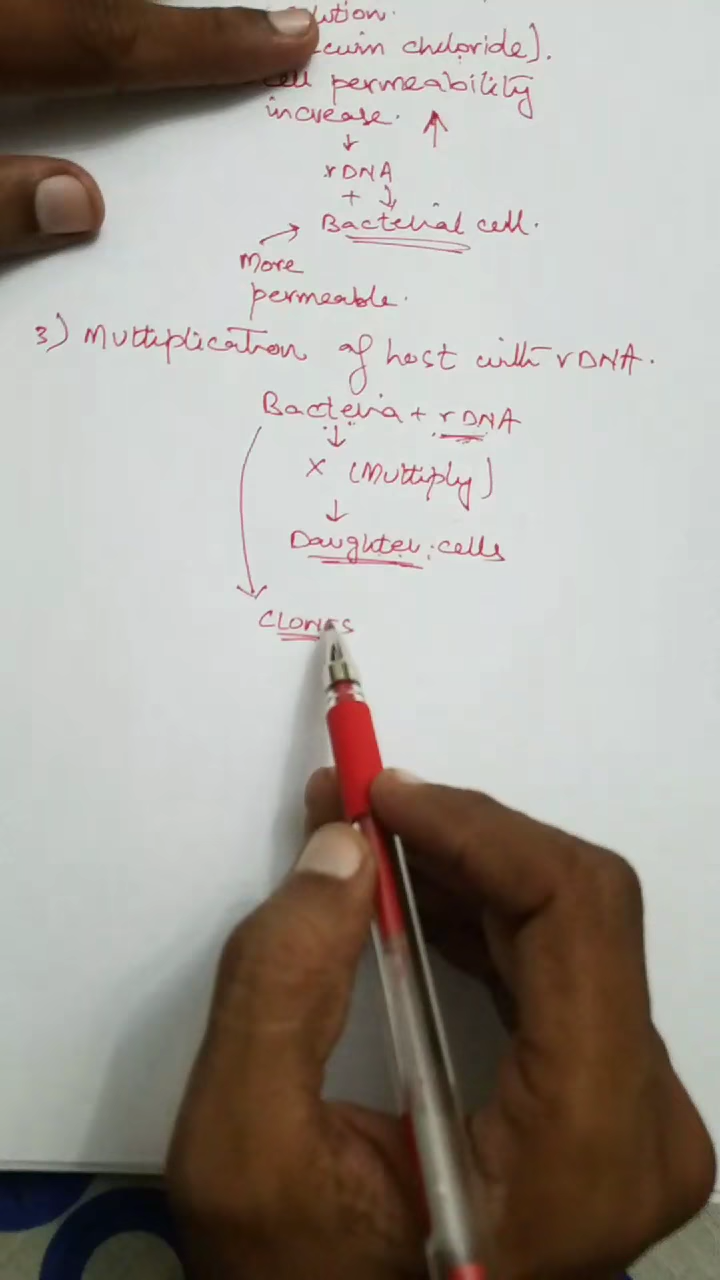 chloride).
cell permeability
increase. ↑
↓
rDNA
+ ↓
→ Bacterial cell.
More
permeable.
3) Multiplication of host with rDNA.
Bacteria + rDNA
↓
x (Multiply)
↓
Daughter cells
CLONES